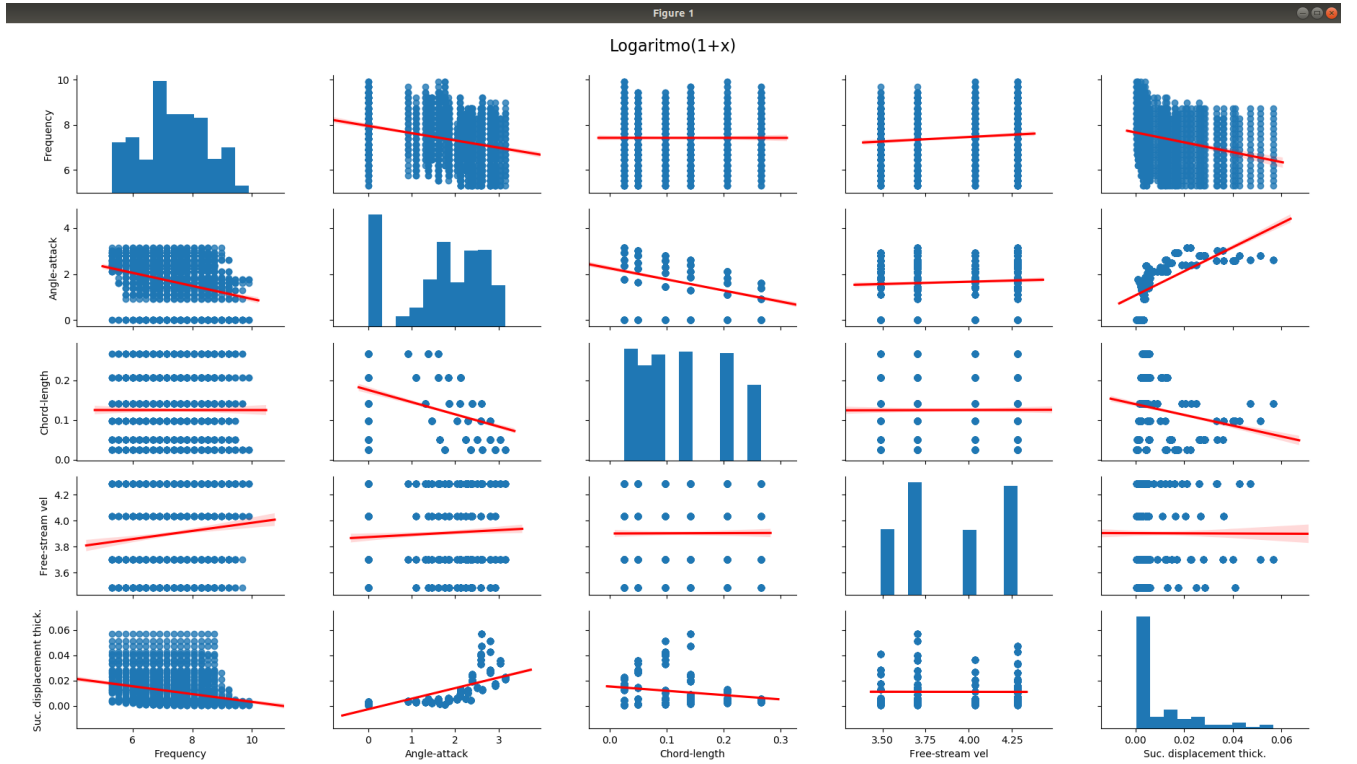 Figure 1
Logaritmo(1+x)
10
8
6
Frequency
4
2
0
Angle-attack
0.2
0.1
0.0
Chord-length
4.2
4.0
3.8
3.6
Free-stream vel
0.06
0.04
0.02
0.00
Suc. displacement thick.
6 8 10
Frequency
0 1 2 3
Angle-attack
0.0 0.1 0.2 0.3
Chord-length
3.50 3.75 4.00 4.25
Free-stream vel
0.00 0.02 0.04 0.06
Suc. displacement thick.